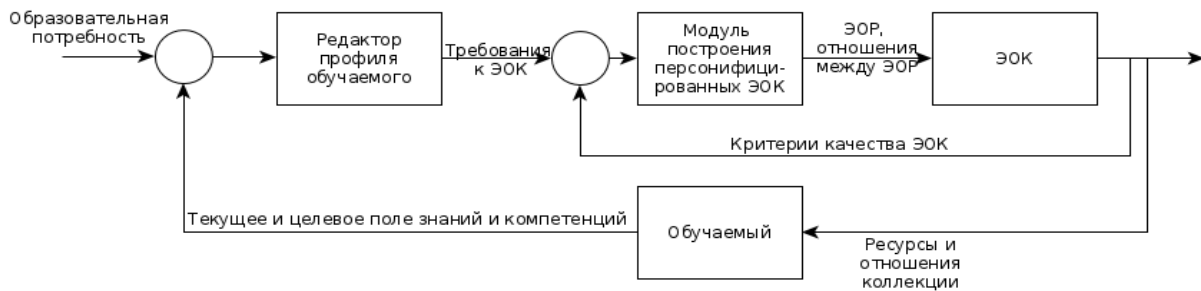 Образовательная
потребность
Редактор
профиля
обучаемого
Требования
к ЭОК
Модуль
построения
персонифици-
рованных ЭОК
ЭОР,
отношения
между ЭОР
ЭОК
Критерии качества ЭОК
Текущее и целевое поле знаний и компетенций
Обучаемый
Ресурсы и
отношения
коллекции